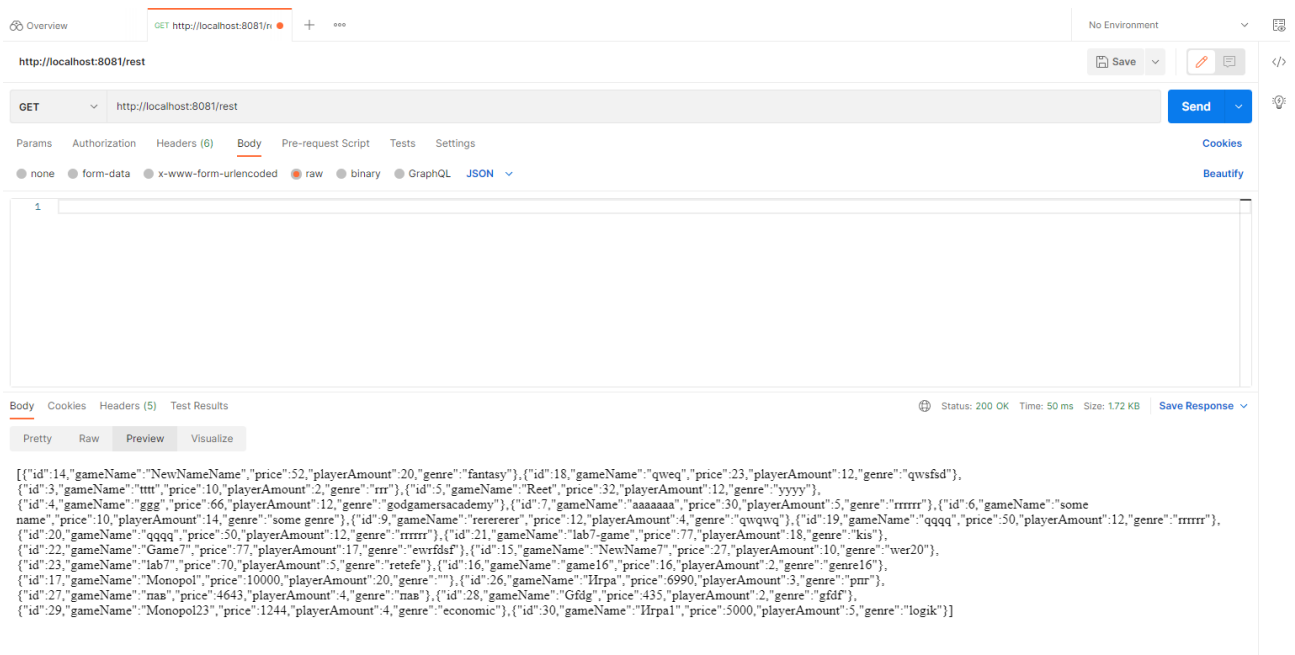 Overview GET http://localhost:8081/re No Environment
http://localhost:8081/rest Save </>
GET http://localhost:8081/rest Send
Params Authorization Headers (6) Body Pre-request Script Tests Settings Cookies
none form-data x-www-form-urlencoded raw binary GraphQL JSON Beautify
1
Body Cookies Headers (5) Test Results Status: 200 OK Time: 50 ms Size: 1.72 KB Save Response
Pretty Raw Preview Visualize
[{"id":14,"gameName":"NewNameName","price":52,"playerAmount":20,"genre":"fantasy"},{"id":18,"gameName":"qweq","price":23,"playerAmount":12,"genre":"qwsfsd"},
{"id":3,"gameName":"tttt","price":10,"playerAmount":2,"genre":"rrr"},{"id":5,"gameName":"Reet","price":32,"playerAmount":12,"genre":"yyyy"},
{"id":4,"gameName":"ggg","price":66,"playerAmount":12,"genre":"godgamersacademy"},{"id":7,"gameName":"aaaaaaa","price":30,"playerAmount":5,"genre":"rrrrrr"},{"id":6,"gameName":"some
name","price":10,"playerAmount":14,"genre":"some genre"},{"id":9,"gameName":"rerererer","price":12,"playerAmount":4,"genre":"qwqwq"},{"id":19,"gameName":"qqqq","price":50,"playerAmount":12,"genre":"rrrrrr"},
{"id":20,"gameName":"qqqq","price":50,"playerAmount":12,"genre":"rrrrrr"},{"id":21,"gameName":"lab7-game","price":77,"playerAmount":18,"genre":"kis"},
{"id":22,"gameName":"Game7","price":77,"playerAmount":17,"genre":"ewrfdsf"},{"id":15,"gameName":"NewName7","price":27,"playerAmount":10,"genre":"wer20"},
{"id":23,"gameName":"lab7","price":70,"playerAmount":5,"genre":"retefe"},{"id":16,"gameName":"game16","price":16,"playerAmount":2,"genre":"genre16"},
{"id":17,"gameName":"Monopol","price":10000,"playerAmount":20,"genre":""},{"id":26,"gameName":"Игра","price":6990,"playerAmount":3,"genre":"рпг"},
{"id":27,"gameName":"пав","price":4643,"playerAmount":4,"genre":"пав"},{"id":28,"gameName":"Gfdg","price":435,"playerAmount":2,"genre":"gfdf"},
{"id":29,"gameName":"Monopol23","price":1244,"playerAmount":4,"genre":"economic"},{"id":30,"gameName":"Игра1","price":5000,"playerAmount":5,"genre":"logik"}]